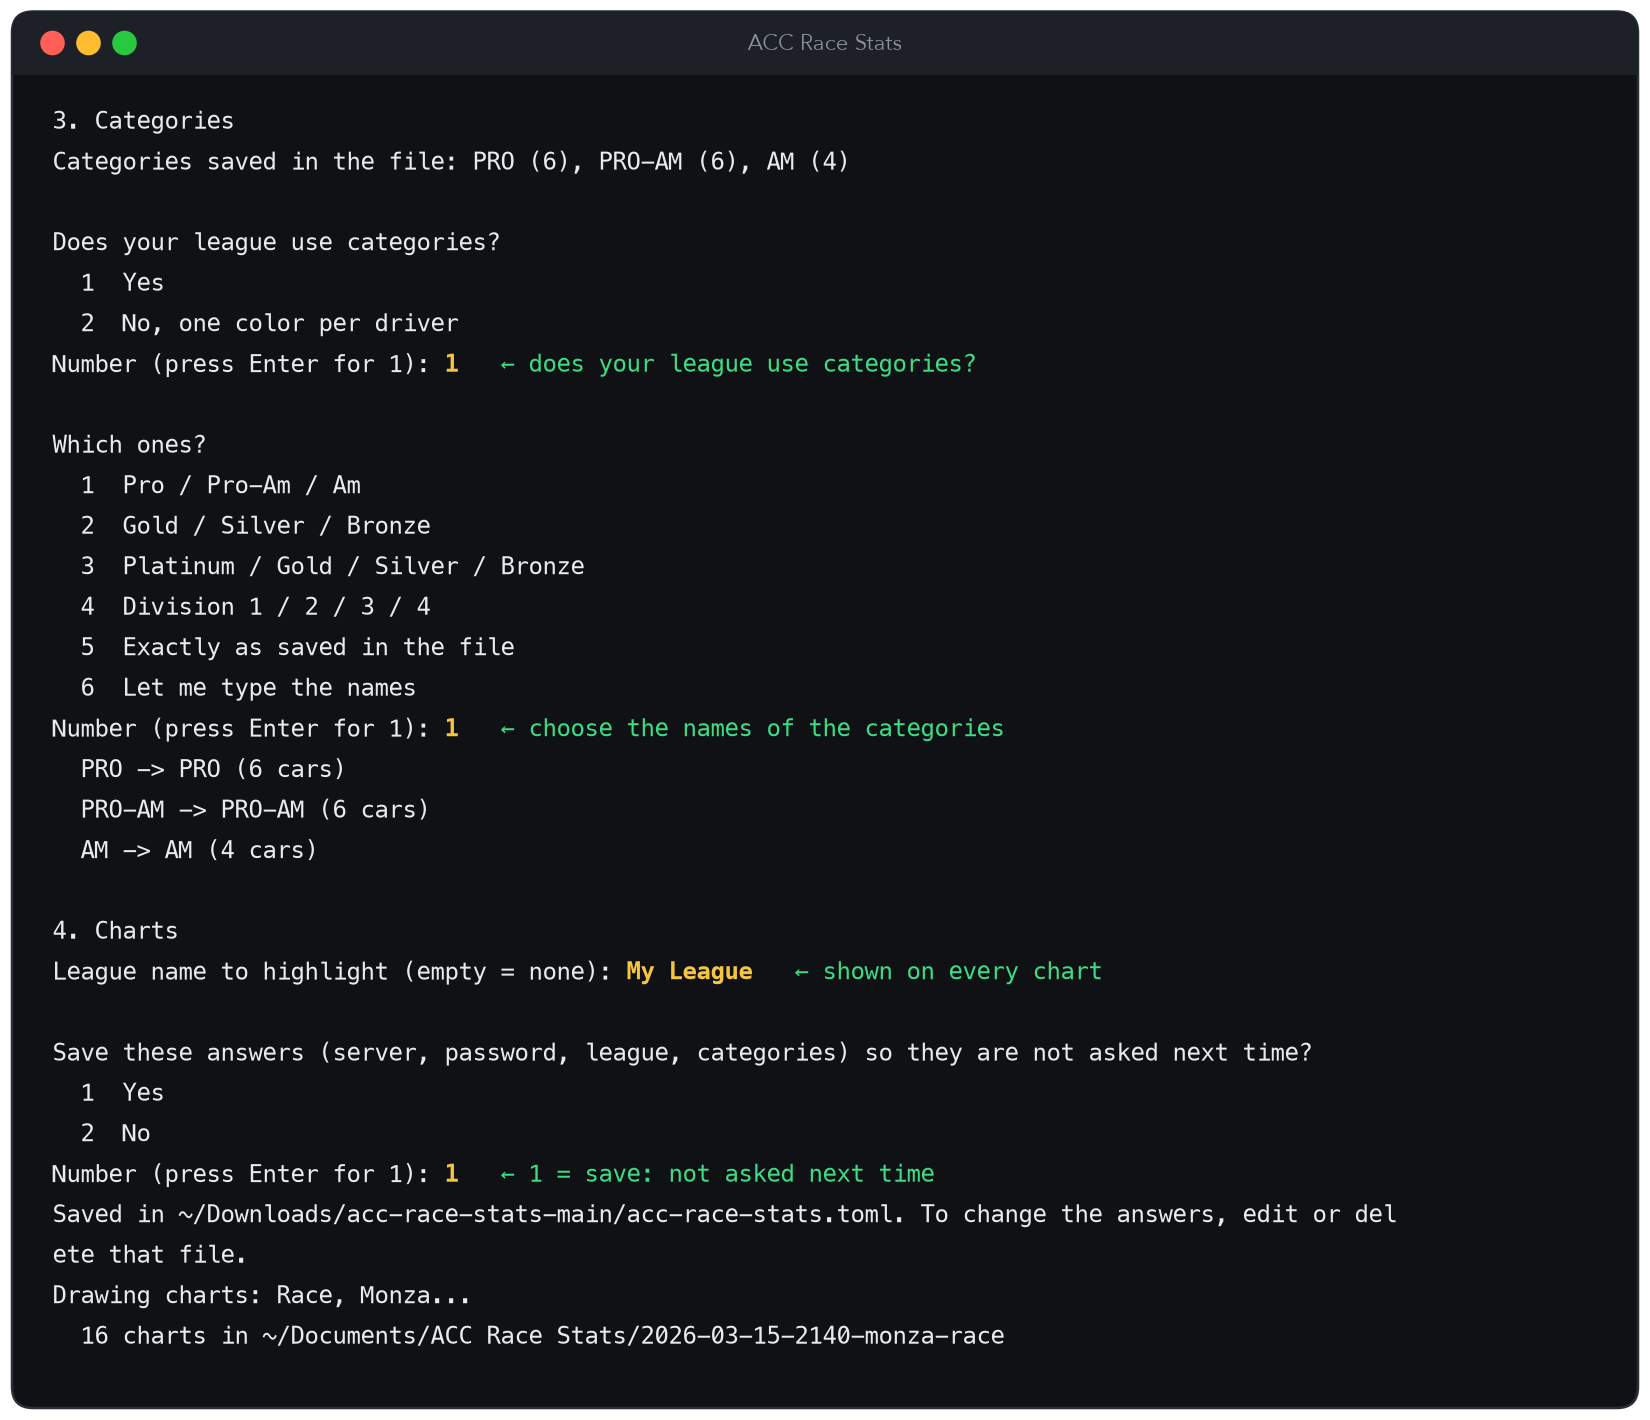 ACC Race Stats
3. Categories
Categories saved in the file: PRO (6), PRO-AM (6), AM (4)
Does your league use categories?
1  Yes
2  No, one color per driver
Number (press Enter for 1): 1   ← does your league use categories?
Which ones?
1  Pro / Pro-Am / Am
2  Gold / Silver / Bronze
3  Platinum / Gold / Silver / Bronze
4  Division 1 / 2 / 3 / 4
5  Exactly as saved in the file
6  Let me type the names
Number (press Enter for 1): 1   ← choose the names of the categories
PRO -> PRO (6 cars)
PRO-AM -> PRO-AM (6 cars)
AM -> AM (4 cars)
4. Charts
League name to highlight (empty = none): My League   ← shown on every chart
Save these answers (server, password, league, categories) so they are not asked next time?
1  Yes
2  No
Number (press Enter for 1): 1   ← 1 = save: not asked next time
Saved in ~/Downloads/acc-race-stats-main/acc-race-stats.toml. To change the answers, edit or del
ete that file.
Drawing charts: Race, Monza...
16 charts in ~/Documents/ACC Race Stats/2026-03-15-2140-monza-race